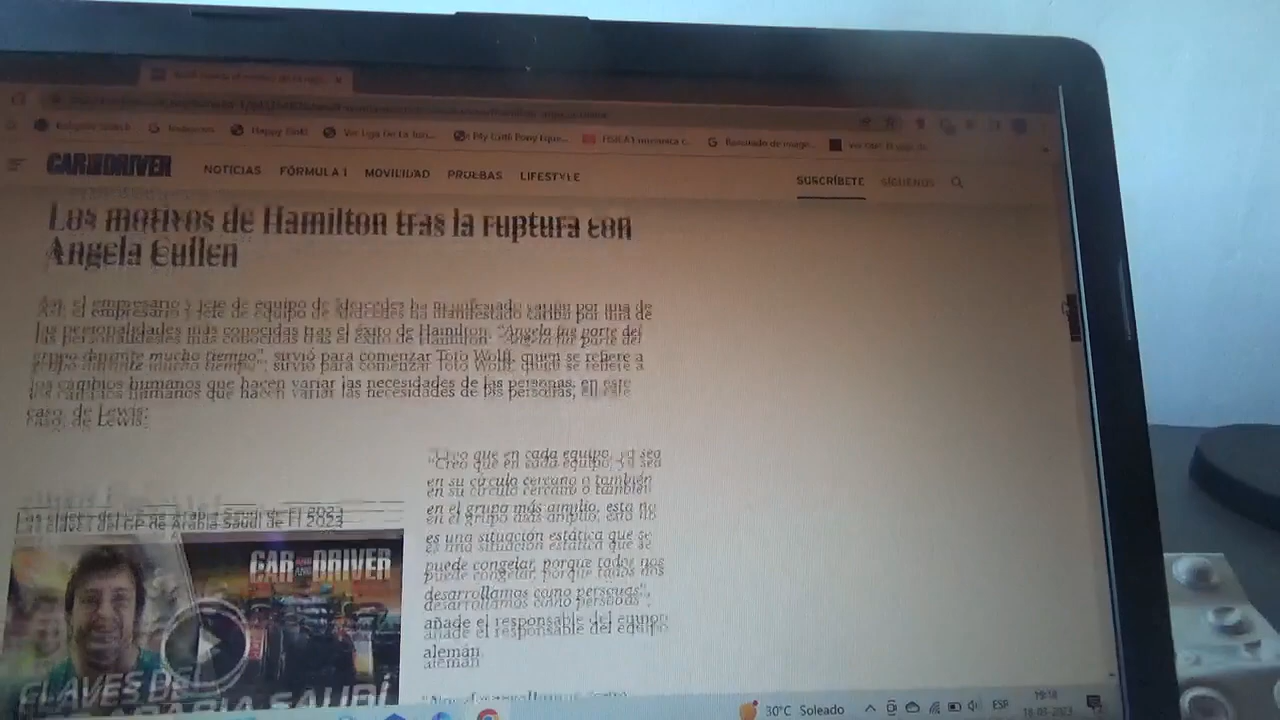 CAR AND DRIVER
NOTICIAS FÓRMULA 1 MOVILIDAD PRUEBAS LIFESTYLE SUSCRÍBETE SÍGUENOS
Los motivos de Hamilton tras la ruptura con
Angela Cullen
Así, el empresario y jefe de equipo de Mercedes ha manifestado cariño por una de
las personalidades más conocidas tras el éxito de Hamilton. "Angela fue parte del
grupo durante mucho tiempo", sirvió para comenzar Toto Wolff, quien se refiere a
los cambios humanos que hacen variar las necesidades de las personas, en este
caso, de Lewis:
"Creo que en cada equipo, ya sea
en su círculo cercano o también
en el grupo más amplio, esta no
es una situación estática que se
puede congelar, porque todos nos
desarrollamos como personas",
añade el responsable del equipo
alemán.
Las claves del GP de Arabia Saudí de F1 2023
CAR AND DRIVER
CLAVES DEL
ARABIA SAUDÍ
30°C Soleado ESP 19:18
18-03-2023